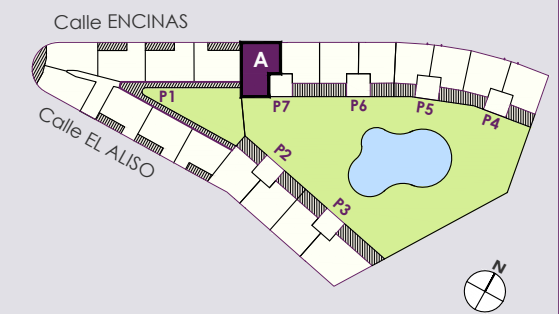 Calle ENCINAS
A
P1
P7
P6
P5
P4
Calle EL ALISO
P2
P3
N